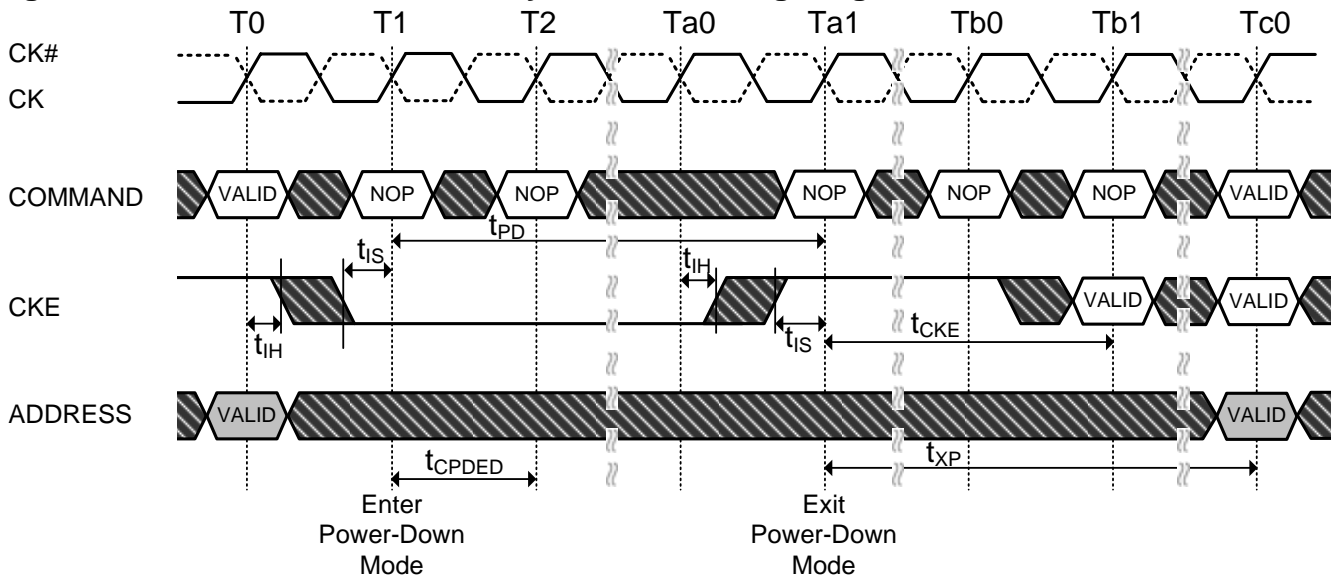 T0 T1 T2 Ta0 Ta1 Tb0 Tb1 Tc0
CK#
CK
COMMAND VALID NOP NOP NOP NOP NOP VALID
tPD
tIS tIH
CKE VALID VALID
tIH tIS tCKE
ADDRESS VALID VALID
tCPDED tXP
Enter Exit
Power-Down Power-Down
Mode Mode